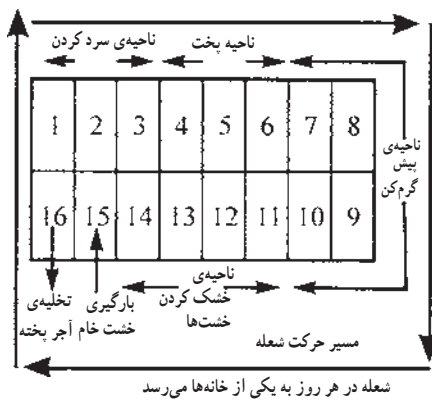 ناحیه‌ی سرد کردن
ناحیه پخت
1 2 3 4 5 6 7 8
ناحیه‌ی
پیش
گرم‌کن
16 15 14 13 12 11 10 9
تخلیه‌ی
آجر پخته
بارگیری
خشت خام
ناحیه‌ی
خشک کردن
خشت‌ها
مسیر حرکت شعله
شعله در هر روز به یکی از خانه‌ها می‌رسد